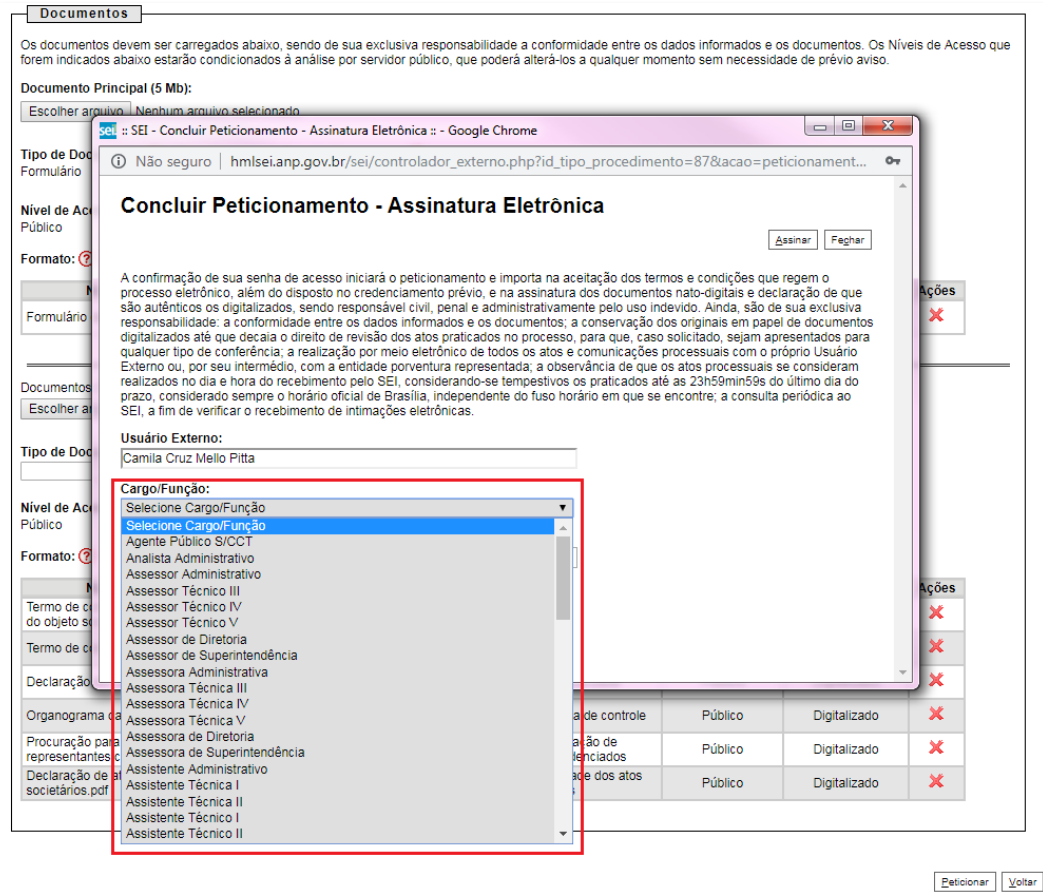 Documentos
Os documentos devem ser carregados abaixo, sendo de sua exclusiva responsabilidade a conformidade entre os dados informados e os documentos. Os Níveis de Acesso que
forem indicados abaixo estarão condicionados à análise por servidor público, que poderá alterá-los a qualquer momento sem necessidade de prévio aviso.
Documento Principal (5 Mb):
Escolher arquivo Nenhum arquivo selecionado
sei :: SEI - Concluir Peticionamento - Assinatura Eletrônica :: - Google Chrome
Não seguro | hmlsei.anp.gov.br/sei/controlador_externo.php?id_tipo_procedimento=87&acao=peticionament...
Tipo de Doc
Formulário
Nível de Ac
Público
Formato:
Concluir Peticionamento - Assinatura Eletrônica
Assinar Fechar
A confirmação de sua senha de acesso iniciará o peticionamento e importa na aceitação dos termos e condições que regem o
processo eletrônico, além do disposto no credenciamento prévio, e na assinatura dos documentos nato-digitais e declaração de que
são autênticos os digitalizados, sendo responsável civil, penal e administrativamente pelo uso indevido. Ainda, são de sua exclusiva
responsabilidade: a conformidade entre os dados informados e os documentos; a conservação dos originais em papel de documentos
digitalizados até que decaia o direito de revisão dos atos praticados no processo, para que, caso solicitado, sejam apresentados para
qualquer tipo de conferência; a realização por meio eletrônico de todos os atos e comunicações processuais com o próprio Usuário
Externo ou, por seu intermédio, com a entidade porventura representada; a observância de que os atos processuais se consideram
realizados no dia e hora do recebimento pelo SEI, considerando-se tempestivos os praticados até as 23h59min59s do último dia do
prazo, considerado sempre o horário oficial de Brasília, independente do fuso horário em que se encontre; a consulta periódica ao
SEI, a fim de verificar o recebimento de intimações eletrônicas.
N Ações
Formulário
Documentos
Escolher a
Usuário Externo:
Camila Cruz Mello Pitta
Tipo de Doc
Cargo/Função:
Selecione Cargo/Função
Selecione Cargo/Função
Agente Público S/CCT
Analista Administrativo
Assessor Administrativo
Assessor Técnico III
Assessor Técnico IV
Assessor Técnico V
Assessor de Diretoria
Assessor de Superintendência
Assessora Administrativa
Assessora Técnica III
Assessora Técnica IV
Assessora Técnica V
Assessora de Diretoria
Assessora de Superintendência
Assistente Administrativo
Assistente Técnica I
Assistente Técnica II
Assistente Técnico I
Assistente Técnico II
Nível de Ac
Público
Formato:
N Ações
Termo de c
do objeto so
Termo de c
Declaração
Organograma da a de controle Público Digitalizado
Procuração para ação de
representantes c denciados Público Digitalizado
Declaração de at ade dos atos
societários.pdf s Público Digitalizado
Peticionar Voltar